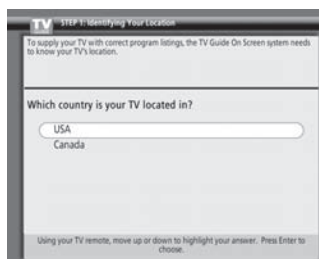 TV STEP 1: Identifying Your Location
To supply your TV with correct program listings, the TV Guide On Screen system needs
to know your TV's location.
Which country is your TV located in?
USA
Canada
Using your TV remote, move up or down to highlight your answer. Press Enter to
choose.